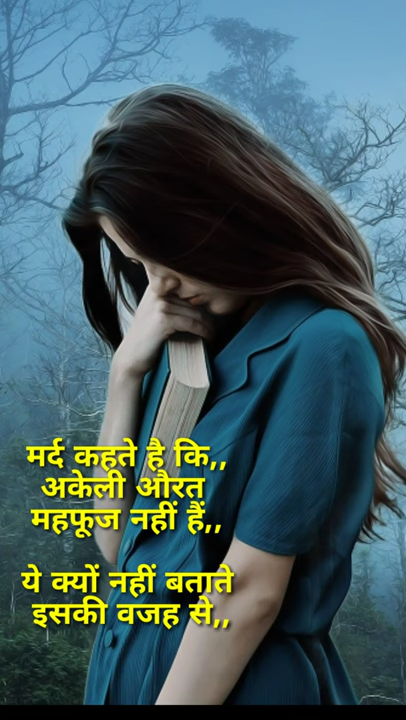 मर्द कहते है कि,,
अकेली औरत
महफूज नहीं हैं,,
ये क्यों नहीं बताते
इसकी वजह से,,